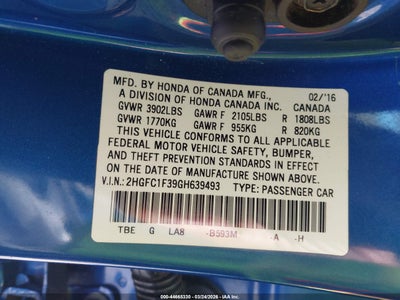 MFD. BY HONDA OF CANADA MFG., 02/'16
A DIVISION OF HONDA CANADA INC. CANADA
GVWR 3902LBS GAWR F 2105LBS R 1808LBS
GVWR 1770KG GAWR F 955KG R 820KG
THIS VEHICLE CONFORMS TO ALL APPLICABLE
FEDERAL MOTOR VEHICLE SAFETY, BUMPER,
AND THEFT PREVENTION STANDARDS IN EFFECT
ON THE DATE OF MANUFACTURE SHOWN ABOVE.
V.I.N.: 2HGFC1F39GH639493 TYPE: PASSENGER CAR
TBE G LA8 -B593M -A -H
000-44665330 - 03/24/2026 - IAA Inc.